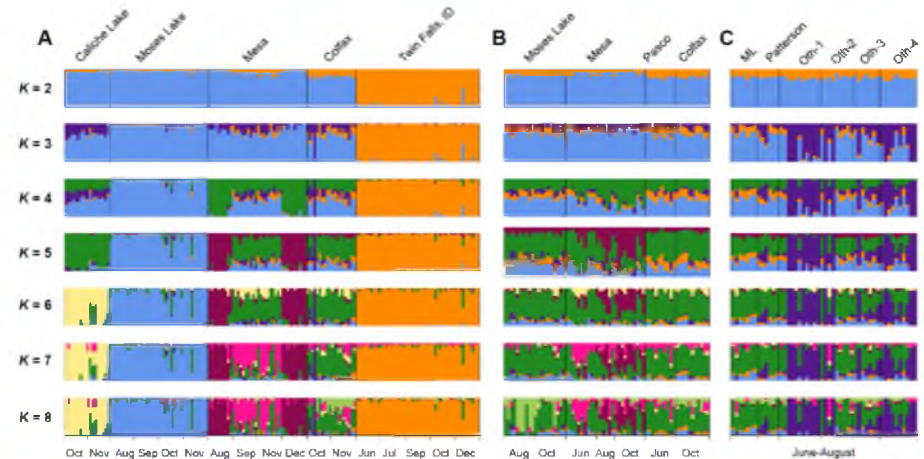 A
Caliche Lake
Moses Lake
Mesa
Colfax
Twin Falls, ID
B
Moses Lake
Mesa
Pasco
Colfax
C
ML
Patterson
Oth-1
Oth-2
Oth-3
Oth-4
K = 2
K = 3
K = 4
K = 5
K = 6
K = 7
K = 8
Oct Nov Aug Sep Oct Nov Aug Sep Nov Dec Oct Nov Jun Jul Oct Dec
Aug Oct Jun Aug Oct Jun Oct
June-August